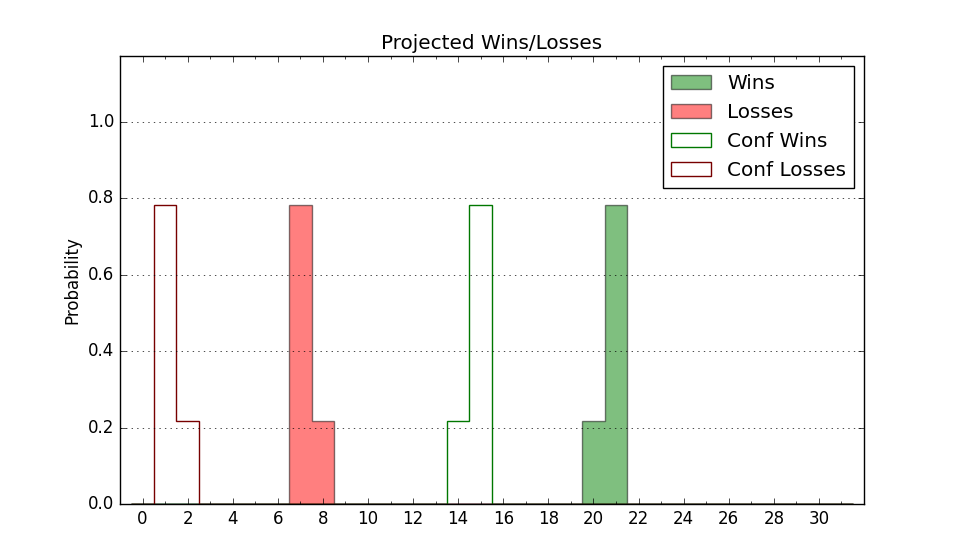 Projected Wins/Losses
Wins
Losses
Conf Wins
Conf Losses
Probability
1.0
0.8
0.6
0.4
0.2
0.0
0 2 4 6 8 10 12 14 16 18 20 22 24 26 28 30